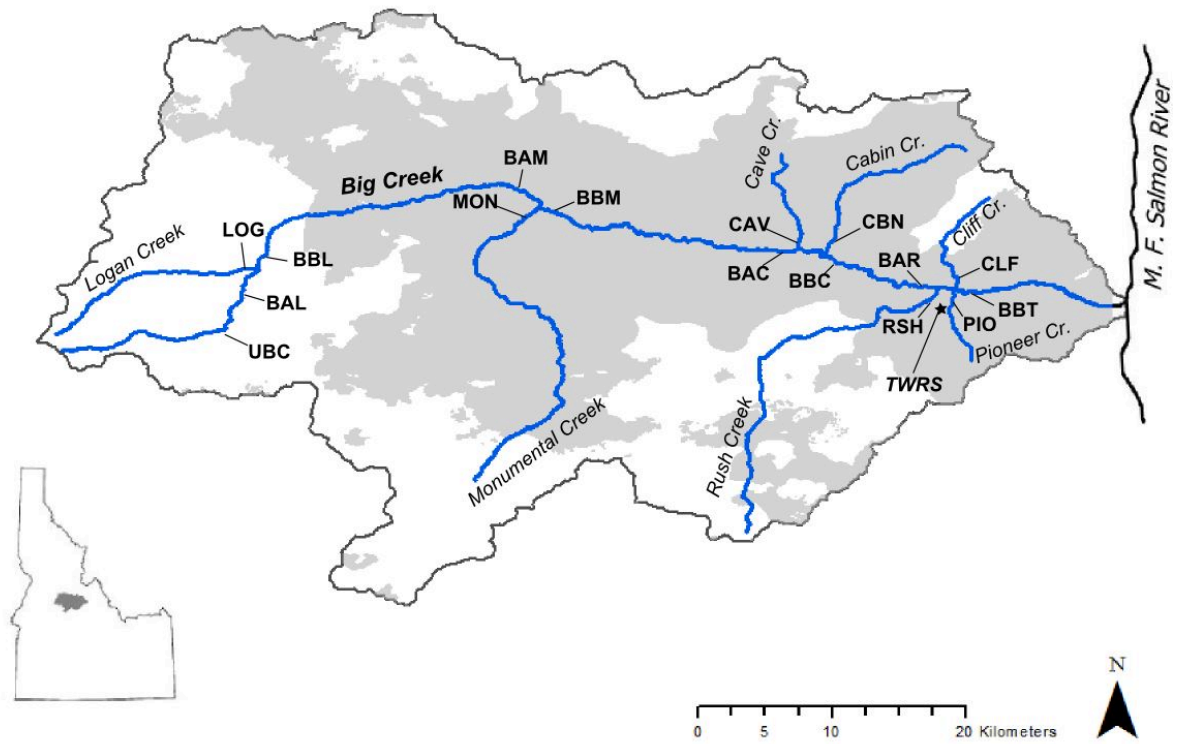 M. F. Salmon River
Cave Cr.
Cabin Cr.
BAM
Big Creek
MON
BBM
Cliff Cr.
LOG
CAV
CBN
Logan Creek
BBL
BAR
CLF
BAC
BBC
BAL
RSH
PIO
BBT
UBC
Pioneer Cr.
TWRS
Rush Creek
Monumental Creek
N
0 5 10 20 Kilometers